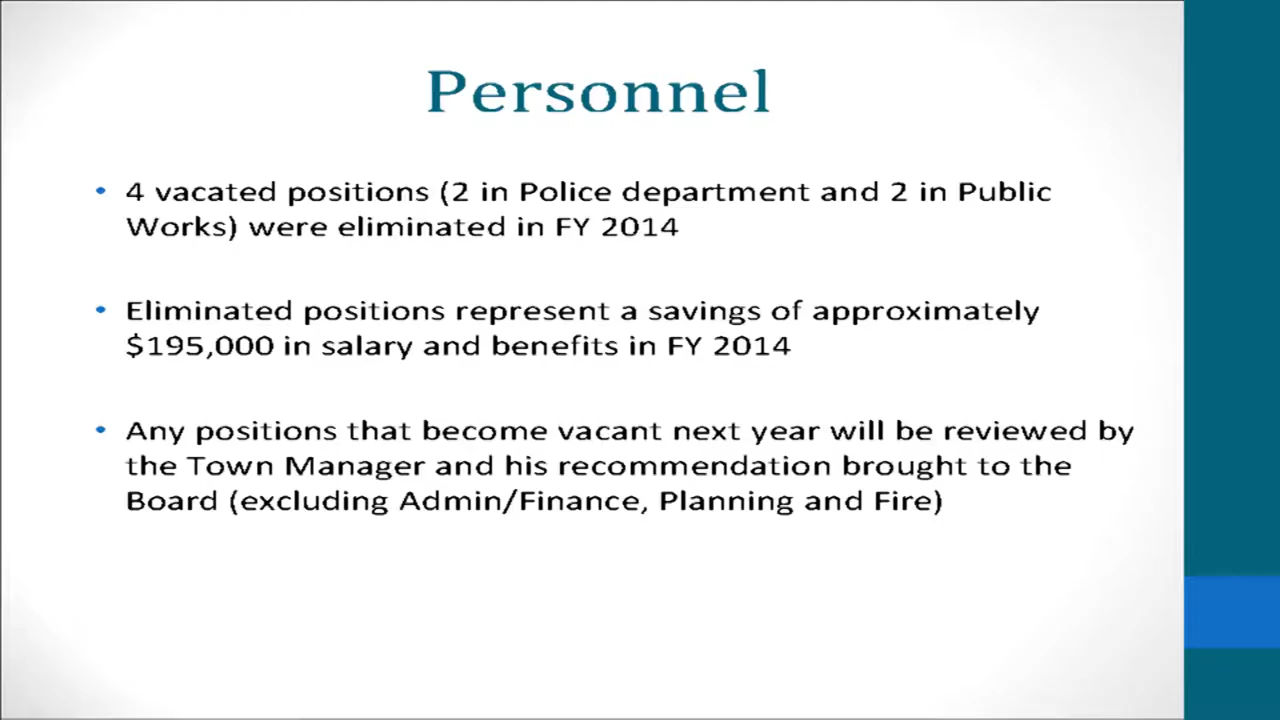 Personnel
• 4 vacated positions (2 in Police department and 2 in Public
Works) were eliminated in FY 2014
• Eliminated positions represent a savings of approximately
$195,000 in salary and benefits in FY 2014
• Any positions that become vacant next year will be reviewed by
the Town Manager and his recommendation brought to the
Board (excluding Admin/Finance, Planning and Fire)